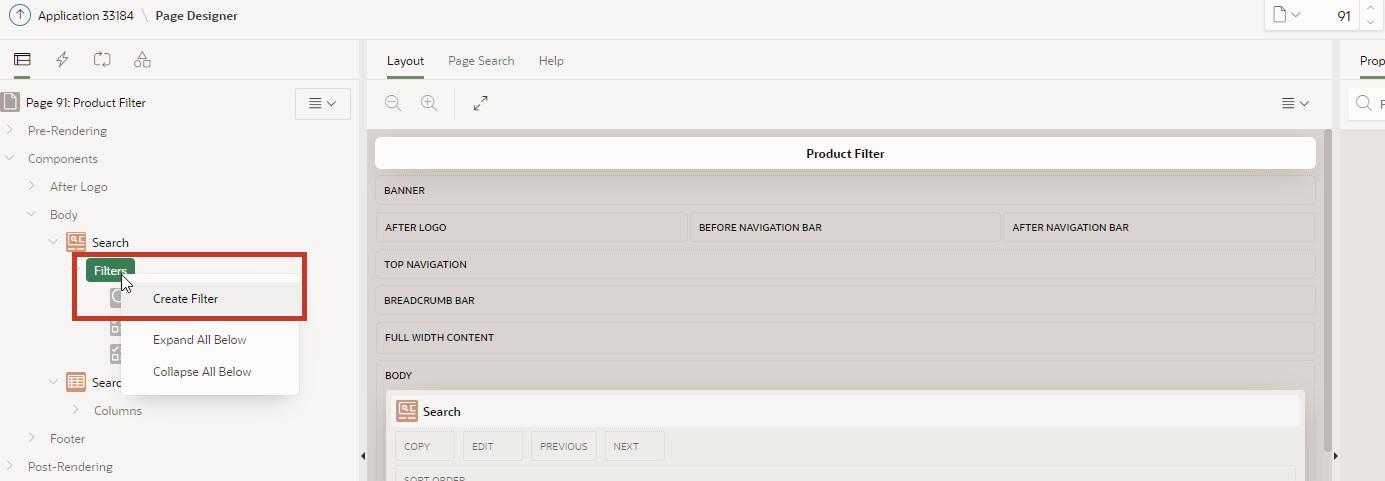 Application 33184 \ Page Designer
91
Layout Page Search Help
Page 91: Product Filter
Pre-Rendering
Components
After Logo
Body
Search
Filters
Create Filter
Expand All Below
Collapse All Below
Searc
Columns
Footer
Post-Rendering
Product Filter
BANNER
AFTER LOGO BEFORE NAVIGATION BAR AFTER NAVIGATION BAR
TOP NAVIGATION
BREADCRUMB BAR
FULL WIDTH CONTENT
BODY
Search
COPY EDIT PREVIOUS NEXT
SORT ORDER
Prop
F